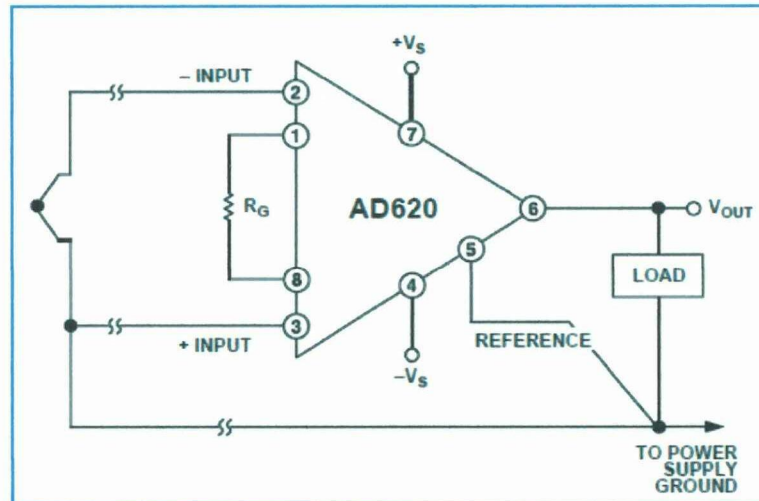 +VS
– INPUT
2
1
7
RG
AD620
6
VOUT
5
LOAD
8
4
3
REFERENCE
+ INPUT
–VS
TO POWER
SUPPLY
GROUND